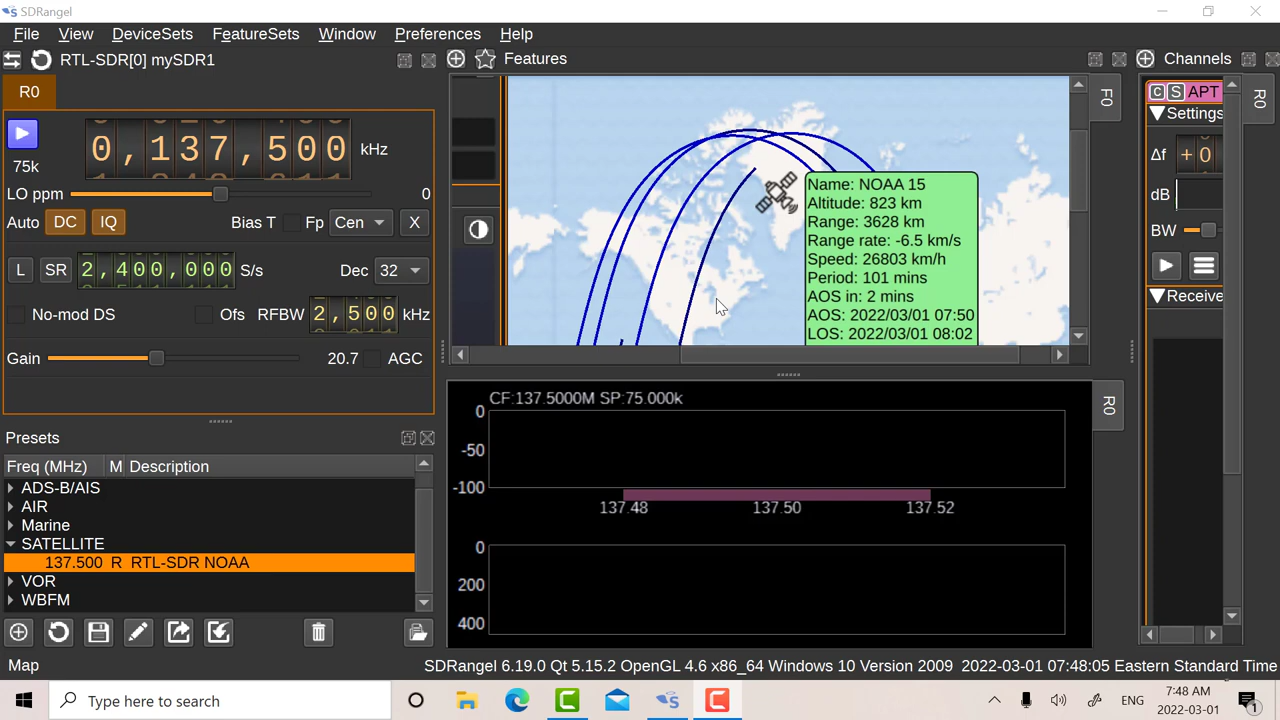 SDRangel
File View DeviceSets FeatureSets Window Preferences Help
RTL-SDR[0] mySDR1
R0
0,137,500 kHz
75k
LO ppm 0
Auto DC IQ Bias T Fp Cen X
L SR 2,400,000 S/s Dec 32
No-mod DS Ofs RFBW 2,500 kHz
Gain 20.7 AGC
Presets
Freq (MHz) M Description
ADS-B/AIS
AIR
Marine
SATELLITE
137.500 R RTL-SDR NOAA
VOR
WBFM
Map
Features
F0
Name: NOAA 15
Altitude: 823 km
Range: 3628 km
Range rate: -6.5 km/s
Speed: 26803 km/h
Period: 101 mins
AOS in: 2 mins
AOS: 2022/03/01 07:50
LOS: 2022/03/01 08:02
CF:137.5000M SP:75.000k
R0
0
-50
-100
137.48 137.50 137.52
0
200
400
Channels
R0
C S APT
Settings
Δf +0
dB
BW
Receive
SDRangel 6.19.0 Qt 5.15.2 OpenGL 4.6 x86_64 Windows 10 Version 2009 2022-03-01 07:48:05 Eastern Standard Time
Type here to search
ENG
7:48 AM
2022-03-01
1